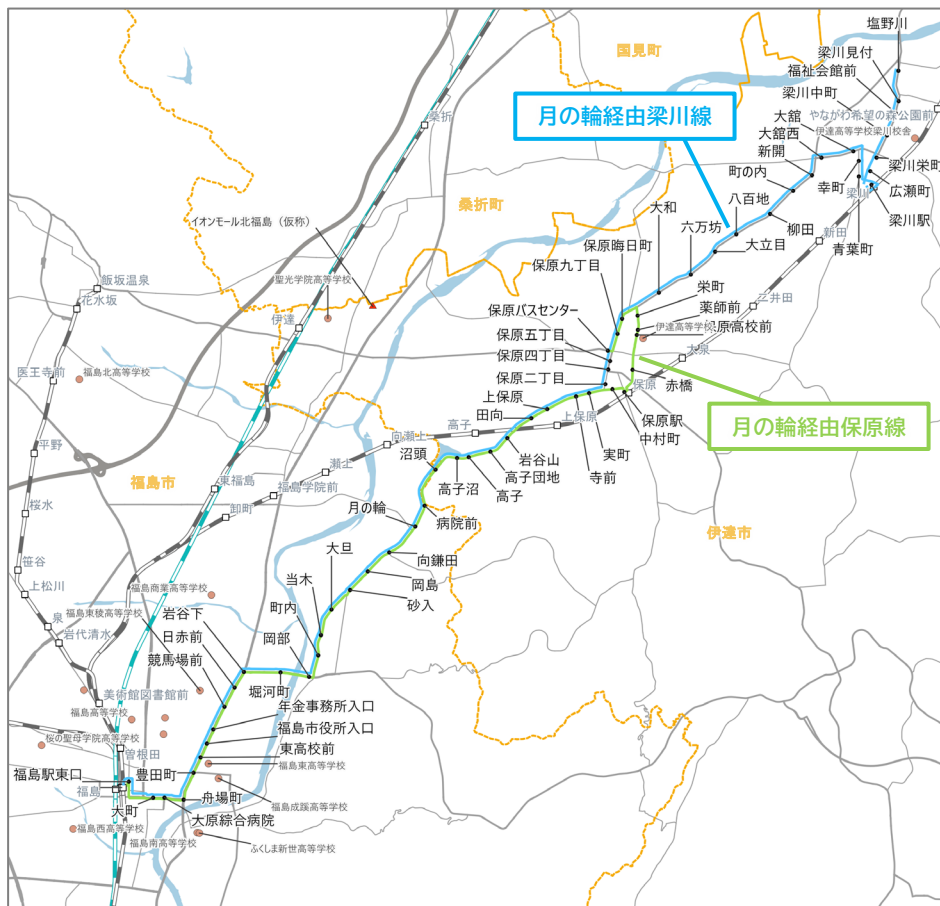 塩野川
国見町
梁川見付
福祉会館前
梁川中町
月の輪経由梁川線
大舘
やながわ希望の森公園前
桑折
大舘西
伊達高等学校梁川校舎
新開
梁川栄町
町の内
幸町
梁川
広瀬町
桑折町
大和
八百地
梁川駅
イオンモール北福島（仮称）
六万坊
柳田
新田
青葉町
保原晦日町
大立目
保原九丁目
飯坂温泉
聖光学院高等学校
花水坂
栄町
二井田
保原バスセンター
薬師前
伊達
伊達高等学校
原高校前
保原五丁目
大泉
保原四丁目
医王寺前
福島北高等学校
保原二丁目
赤橋
保原
上保原
田向
高子
上保原
保原駅
月の輪経由保原線
向瀬上
中村町
平野
沼頭
岩谷山
実町
瀬上
高子団地
寺前
福島市
東福島
福島学院前
高子沼
高子
桜水
卸町
月の輪
病院前
伊達市
大旦
向鎌田
笹谷
当木
岡島
上松川
福島商業高等学校
町内
砂入
福島東稜高等学校
岩谷下
泉
日赤前
岡部
岩代清水
競馬場前
美術館図書館前
堀河町
福島高等学校
年金事務所入口
福島市役所入口
桜の聖母学院高等学校
東高校前
曽根田
福島東高等学校
福島駅東口
豊田町
福島
舟場町
福島成蹊高等学校
大町
大原綜合病院
福島西高等学校
福島南高等学校
ふくしま新世高等学校